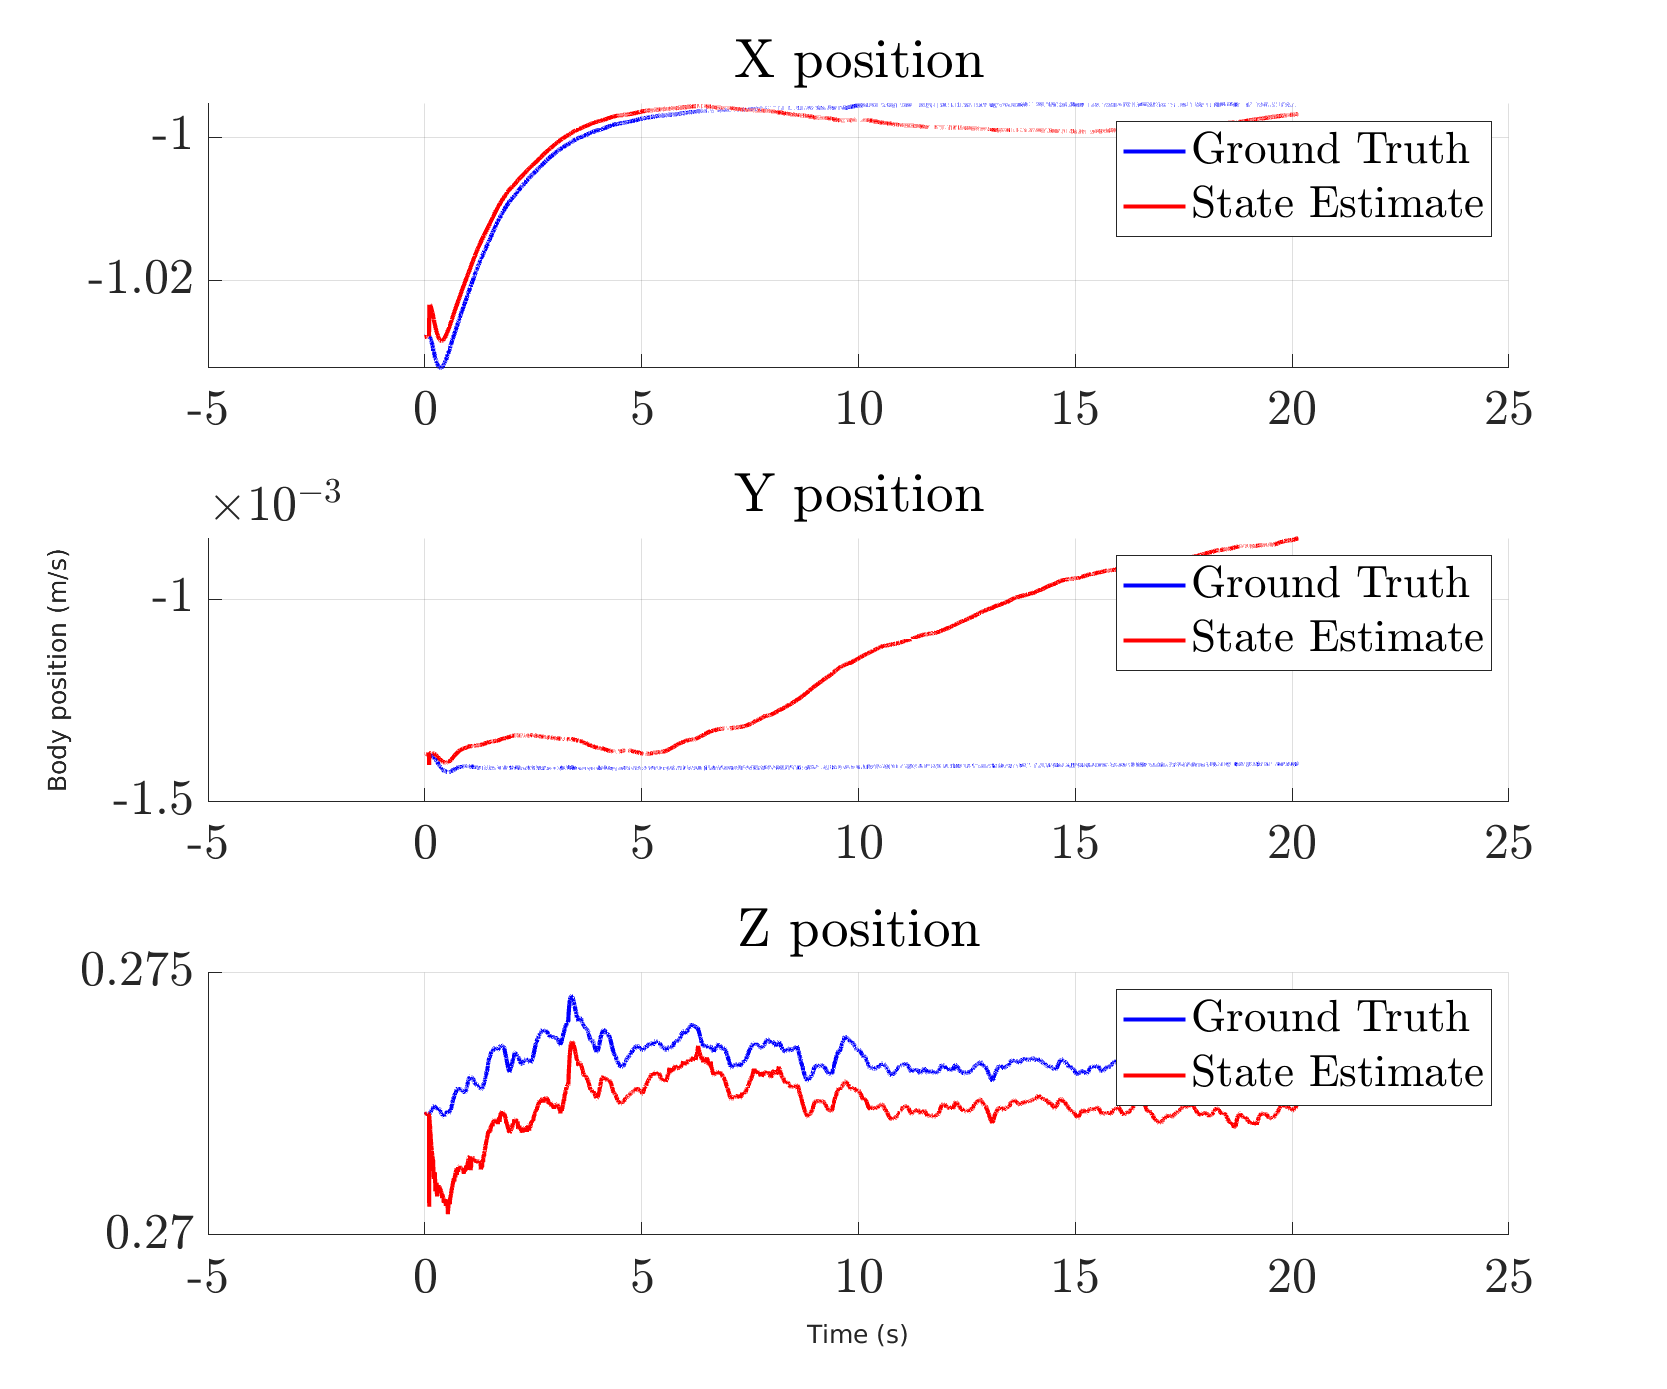 X position
-1
-1.02
Ground Truth
State Estimate
-5 0 5 10 15 20 25
Y position
×10⁻³
-1
-1.5
Ground Truth
State Estimate
-5 0 5 10 15 20 25
Body position (m/s)
Z position
0.275
0.27
Ground Truth
State Estimate
-5 0 5 10 15 20 25
Time (s)